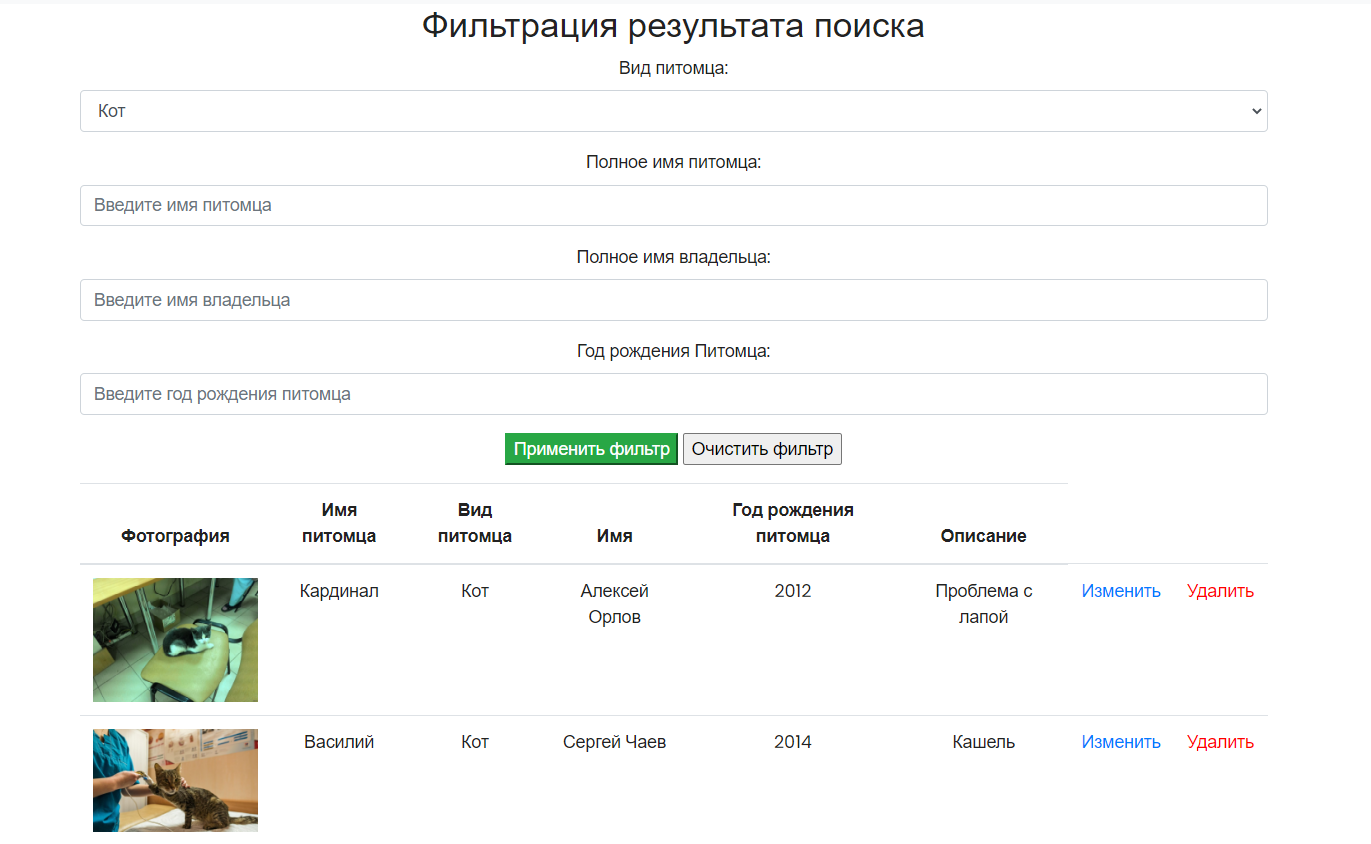 Фильтрация результата поиска
Вид питомца:
Кот
Полное имя питомца:
Введите имя питомца
Полное имя владельца:
Введите имя владельца
Год рождения Питомца:
Введите год рождения питомца
Применить фильтр Очистить фильтр
Фотография Имя питомца Вид питомца Имя Год рождения питомца Описание
Кардинал Кот Алексей Орлов 2012 Проблема с лапой Изменить Удалить
Василий Кот Сергей Чаев 2014 Кашель Изменить Удалить